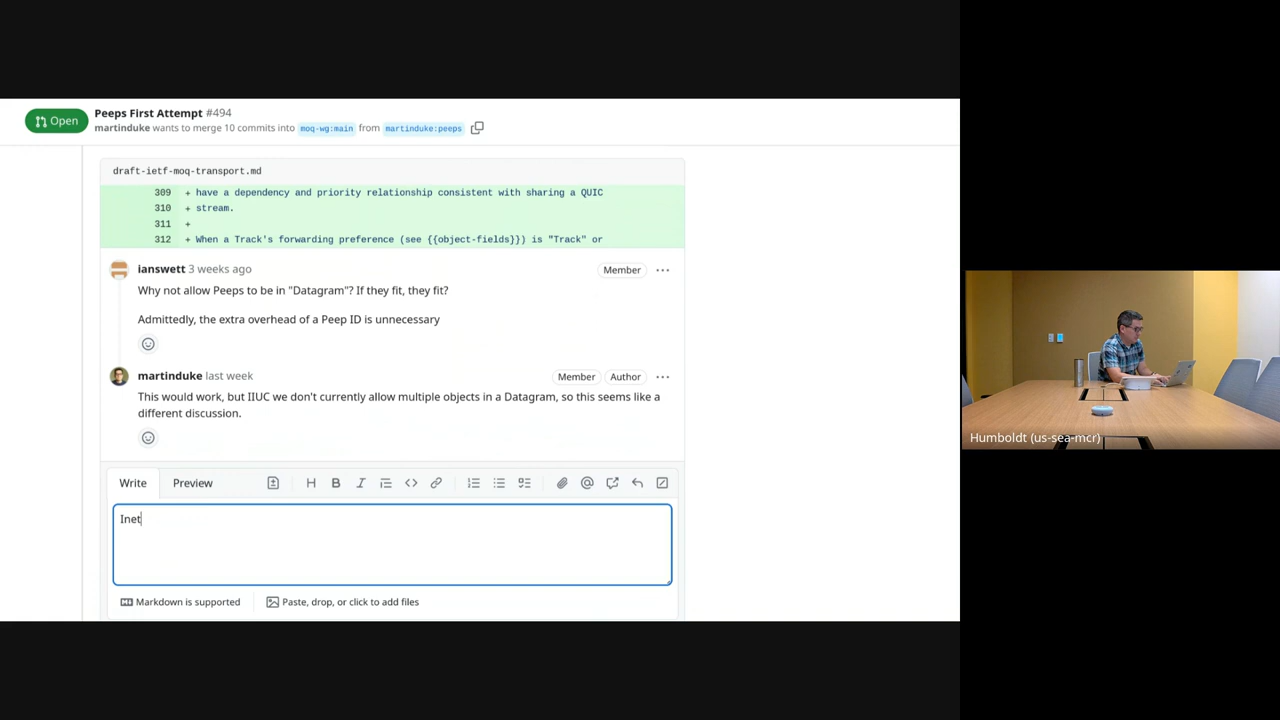 Open
Peeps First Attempt #494
martinduke wants to merge 10 commits into moq-wg:main from martinduke:peeps
draft-ietf-moq-transport.md
309 + have a dependency and priority relationship consistent with sharing a QUIC
310 + stream.
311 +
312 + When a Track's forwarding preference (see {{object-fields}}) is "Track" or
ianswett 3 weeks ago Member
Why not allow Peeps to be in "Datagram"? If they fit, they fit?
Admittedly, the extra overhead of a Peep ID is unnecessary
martinduke last week Member Author
This would work, but IIUC we don't currently allow multiple objects in a Datagram, so this seems like a
different discussion.
Write Preview
Inet
Markdown is supported Paste, drop, or click to add files
Humboldt (us-sea-mcr)